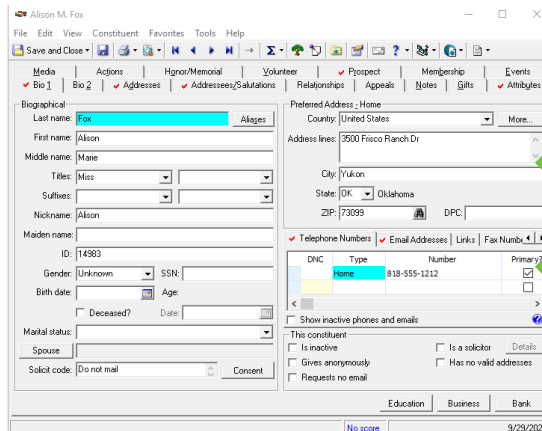 Alison M. Fox
File Edit View Constituent Favorites Tools Help
Save and Close
Media Actions Honor/Memorial Volunteer Prospect Membership Events
Bio 1 Bio 2 Addresses Addressees/Salutations Relationships Appeals Notes Gifts Attributes
Biographical
Last name: Fox Aliases
First name: Alison
Middle name: Marie
Titles: Miss
Suffixes:
Nickname: Alison
Maiden name:
ID: 14983
Gender: Unknown SSN:
Birth date: Age:
Deceased? Date:
Marital status:
Spouse
Solicit code: Do not mail Consent
Preferred Address : Home
Country: United States More...
Address lines: 3500 Frisco Ranch Dr
City: Yukon
State: OK Oklahoma
ZIP: 73099 DPC:
Telephone Numbers Email Addresses Links Fax Numbe
DNC Type Number Primary?
Home 818-555-1212
Show inactive phones and emails
This constituent
Is inactive Is a solicitor Details
Gives anonymously Has no valid addresses
Requests no email
Education Business Bank
No score 9/29/202